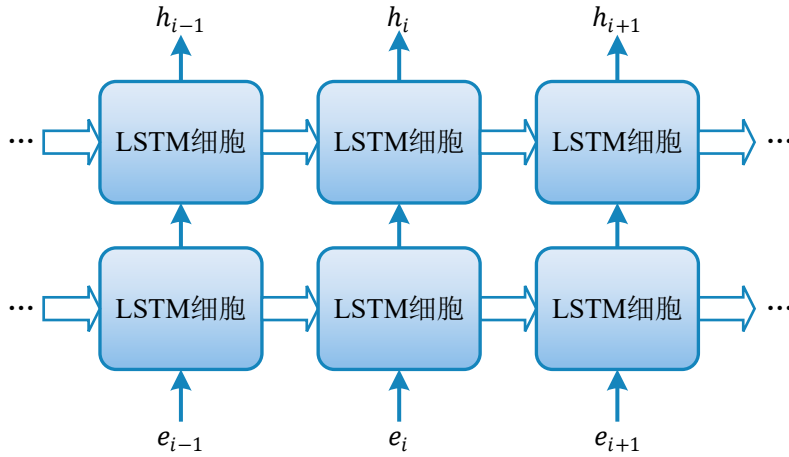 h_{i-1} h_i h_{i+1}
... LSTM细胞 LSTM细胞 LSTM细胞 ...
... LSTM细胞 LSTM细胞 LSTM细胞 ...
e_{i-1} e_i e_{i+1}